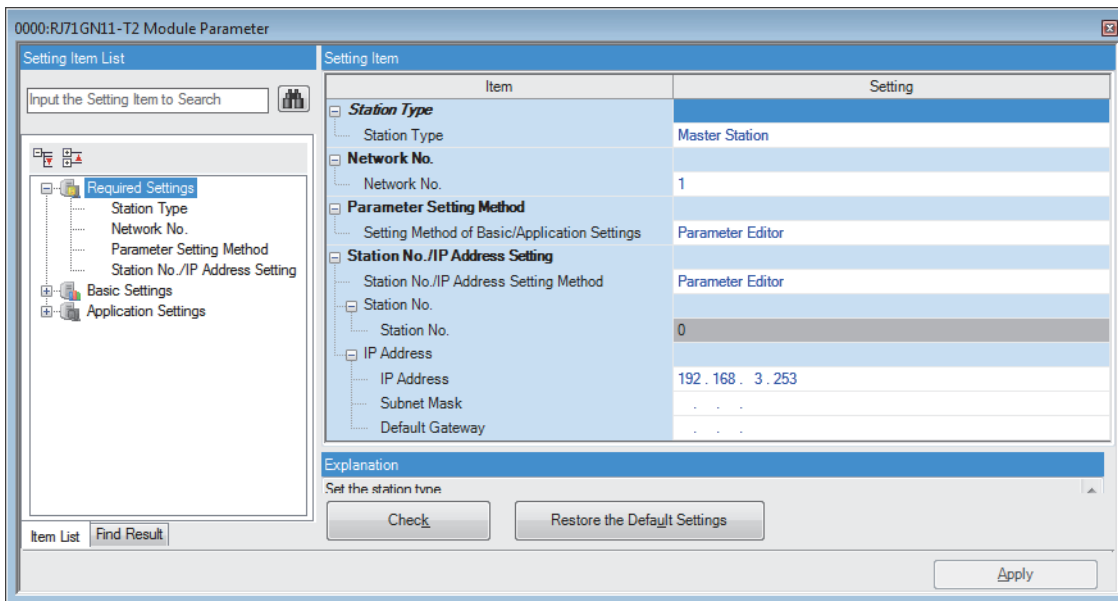 0000:RJ71GN11-T2 Module Parameter
Setting Item List
Input the Setting Item to Search
Required Settings
Station Type
Network No.
Parameter Setting Method
Station No./IP Address Setting
Basic Settings
Application Settings
Item List Find Result
Setting Item
Item Setting
Station Type
Station Type Master Station
Network No.
Network No. 1
Parameter Setting Method
Setting Method of Basic/Application Settings Parameter Editor
Station No./IP Address Setting
Station No./IP Address Setting Method Parameter Editor
Station No.
Station No. 0
IP Address
IP Address 192 . 168 . 3 . 253
Subnet Mask . . .
Default Gateway . . .
Explanation
Set the station type
Check Restore the Default Settings
Apply